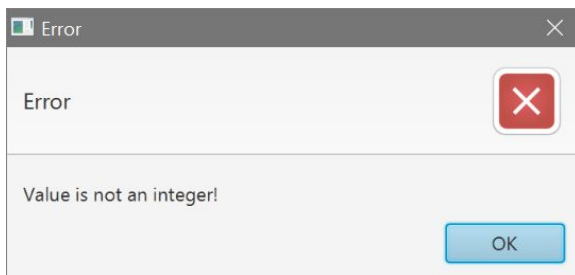 Error
Error
Value is not an integer!
OK